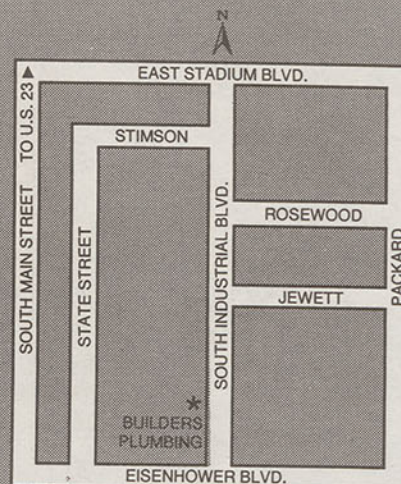 N
EAST STADIUM BLVD.
TO U.S. 23
SOUTH MAIN STREET
STIMSON
STATE STREET
SOUTH INDUSTRIAL BLVD.
ROSEWOOD
PACKARD
JEWETT
*
BUILDERS
PLUMBING
EISENHOWER BLVD.